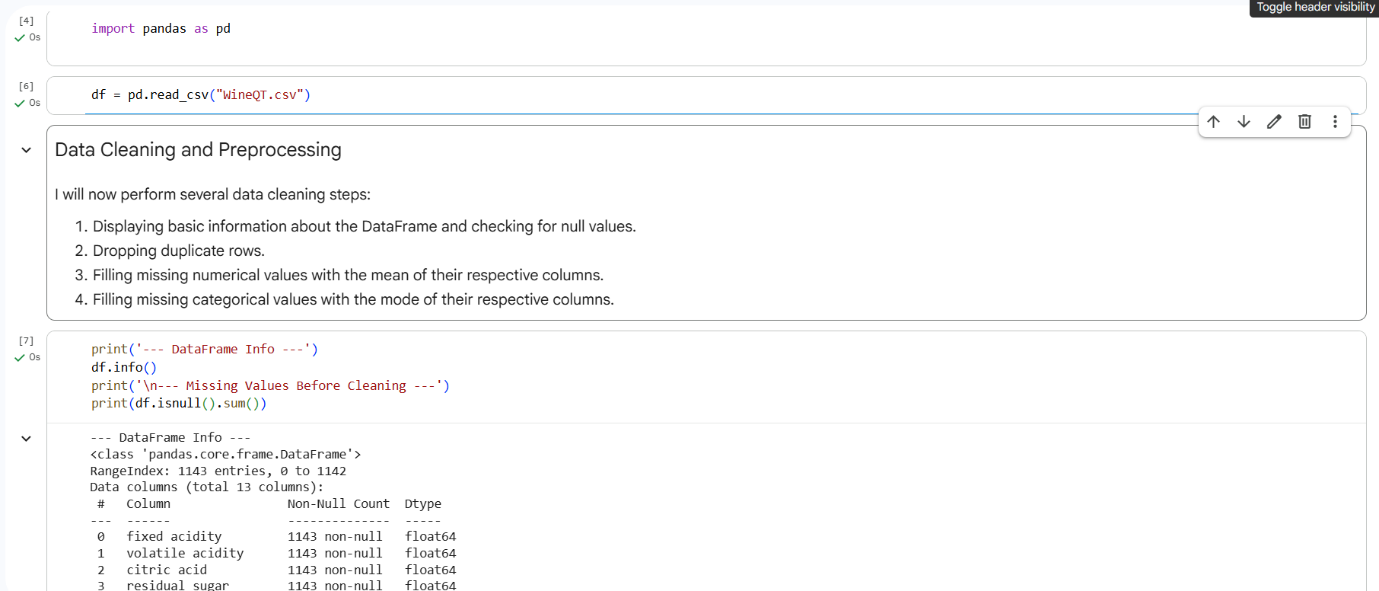 Toggle header visibility
[4]
0s
import pandas as pd
[6]
0s
df = pd.read_csv("WineQT.csv")
Data Cleaning and Preprocessing
I will now perform several data cleaning steps:
1. Displaying basic information about the DataFrame and checking for null values.
2. Dropping duplicate rows.
3. Filling missing numerical values with the mean of their respective columns.
4. Filling missing categorical values with the mode of their respective columns.
[7]
0s
print('--- DataFrame Info ---')
df.info()
print('\n--- Missing Values Before Cleaning ---')
print(df.isnull().sum())
--- DataFrame Info ---
<class 'pandas.core.frame.DataFrame'>
RangeIndex: 1143 entries, 0 to 1142
Data columns (total 13 columns):
 #   Column                Non-Null Count  Dtype
---  ------                --------------  -----
 0   fixed acidity         1143 non-null   float64
 1   volatile acidity      1143 non-null   float64
 2   citric acid           1143 non-null   float64
 3   residual sugar        1143 non-null   float64